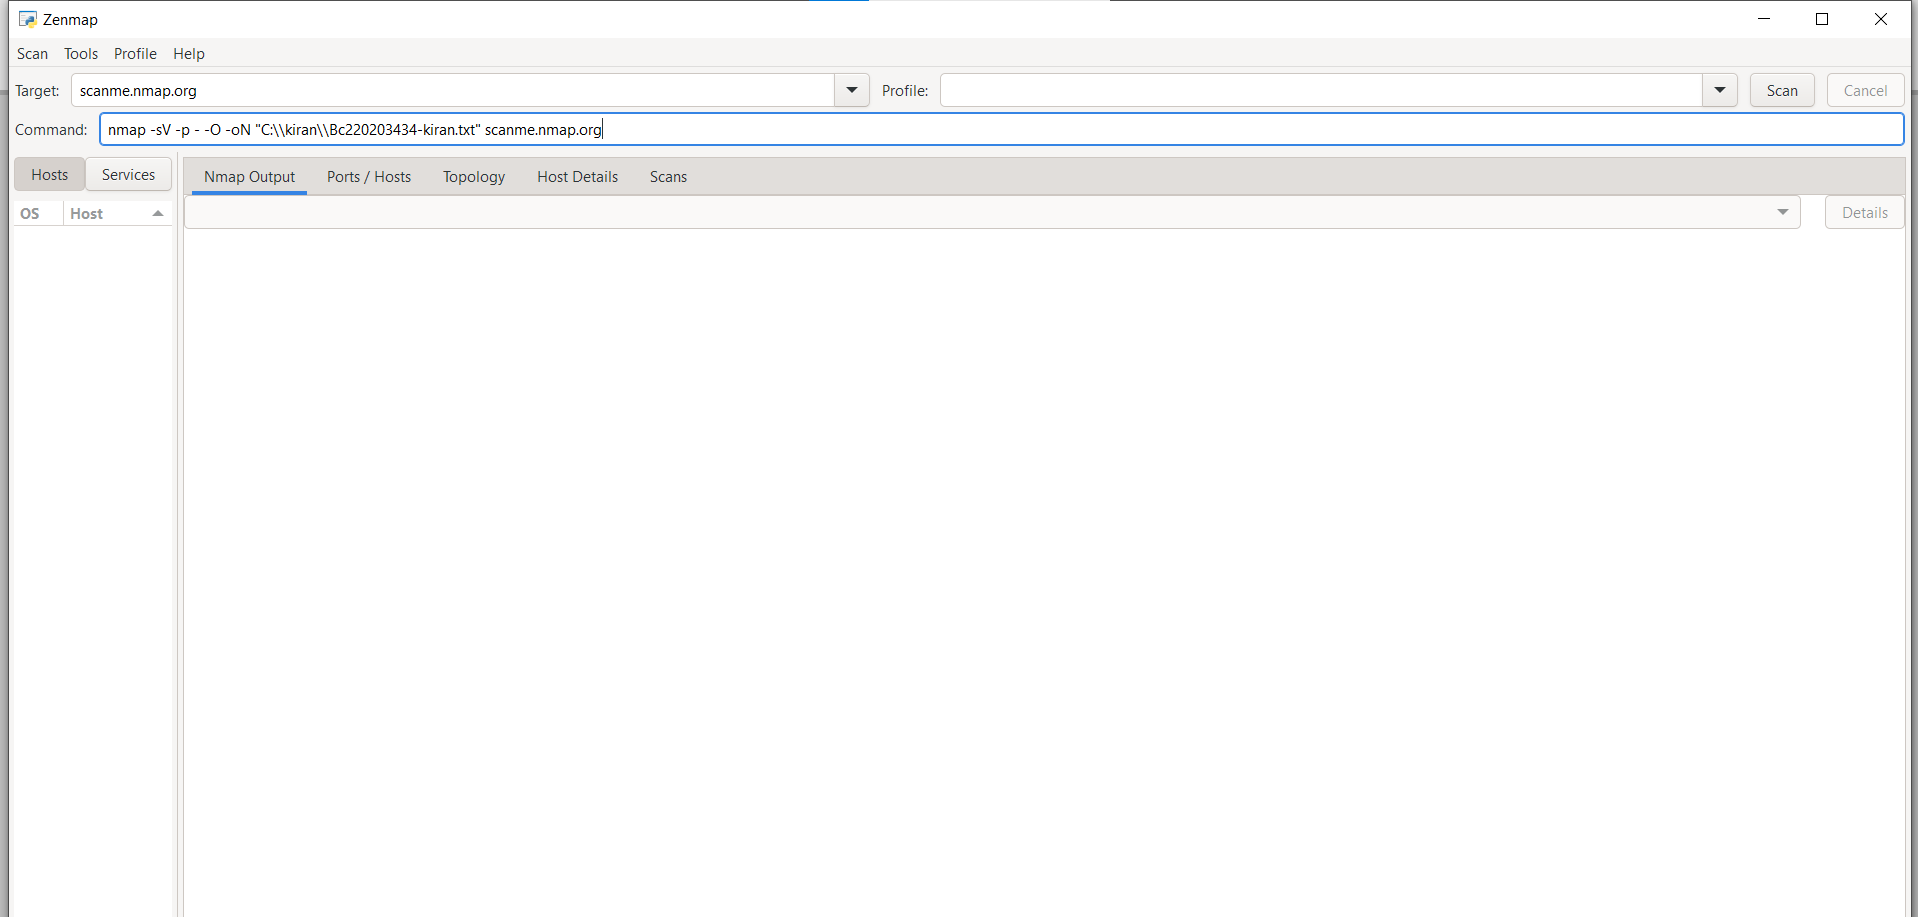 Zenmap
Scan Tools Profile Help
Target: scanme.nmap.org Profile: Scan Cancel
Command: nmap -sV -p - -O -oN "C:\\kiran\\Bc220203434-kiran.txt" scanme.nmap.org
Hosts Services Nmap Output Ports / Hosts Topology Host Details Scans
OS Host Details